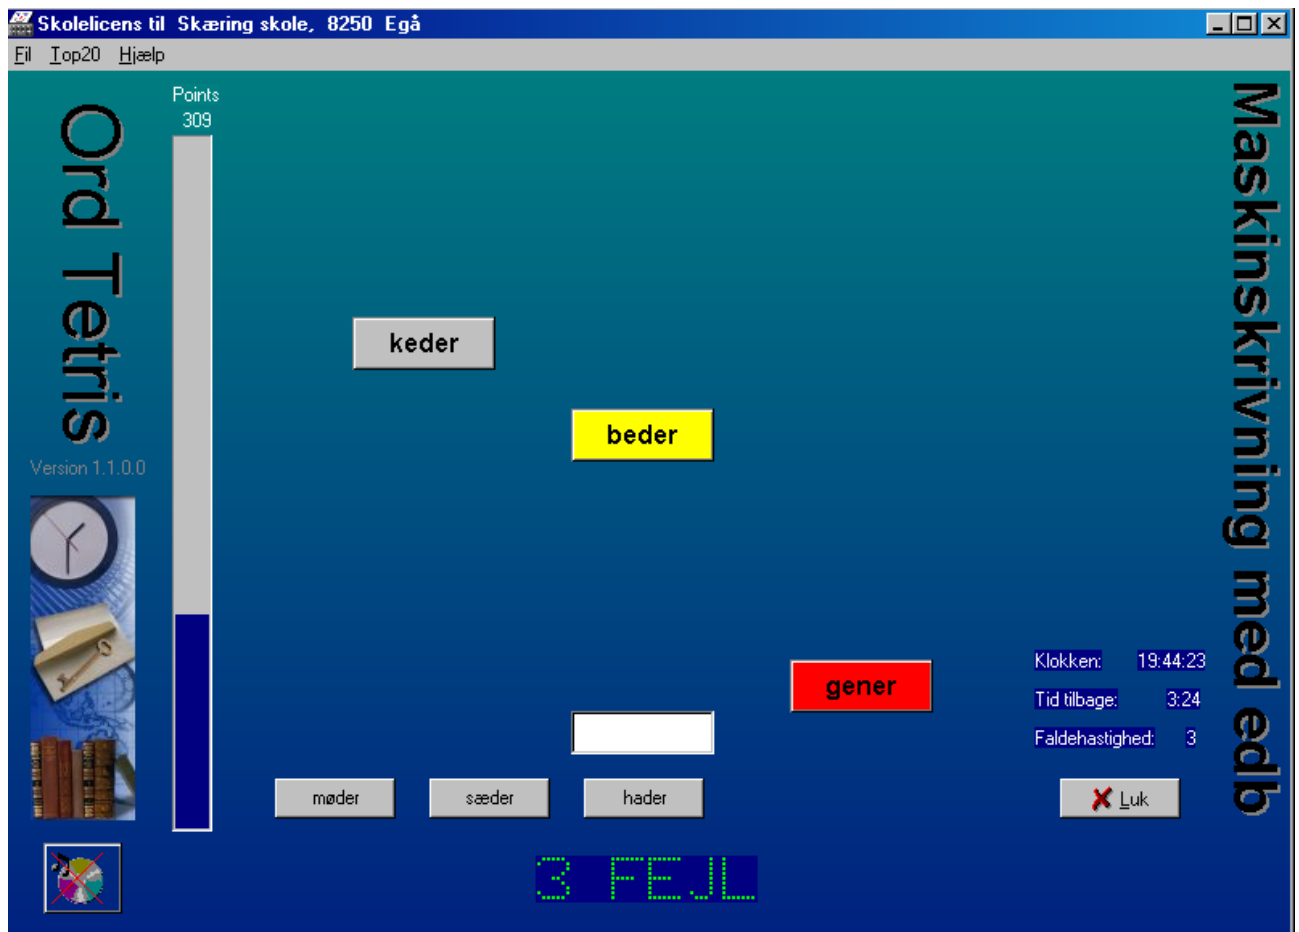 Skolelicens til Skæring skole, 8250 Egå
Fil Top20 Hjælp
Ord Tetris
Version 1.1.0.0
Points
309
keder
beder
gener
Klokken: 19:44:23
Tid tilbage: 3:24
Faldehastighed: 3
møder sæder hader
Luk
3 FEJL
Maskinskrivning med edb